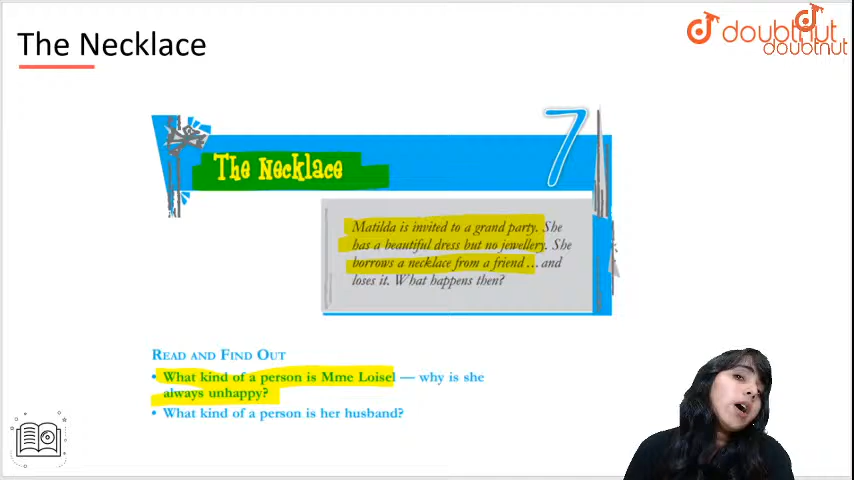 The Necklace
doubtnut
doubtnut
7
The Necklace
Matilda is invited to a grand party. She
has a beautiful dress but no jewellery. She
borrows a necklace from a friend ... and
loses it. What happens then?
READ AND FIND OUT
• What kind of a person is Mme Loisel — why is she
always unhappy?
• What kind of a person is her husband?